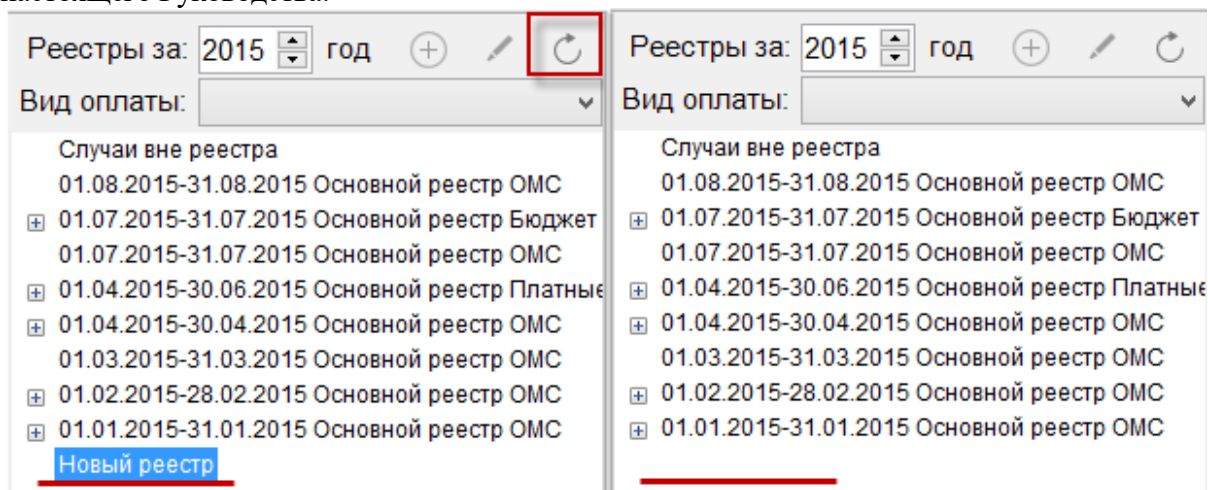 настоящего Руководства.
Реестры за: 2015 год
Вид оплаты:
Случаи вне реестра
01.08.2015-31.08.2015 Основной реестр ОМС
01.07.2015-31.07.2015 Основной реестр Бюджет
01.07.2015-31.07.2015 Основной реестр ОМС
01.04.2015-30.06.2015 Основной реестр Платные
01.04.2015-30.04.2015 Основной реестр ОМС
01.03.2015-31.03.2015 Основной реестр ОМС
01.02.2015-28.02.2015 Основной реестр ОМС
01.01.2015-31.01.2015 Основной реестр ОМС
Новый реестр
Реестры за: 2015 год
Вид оплаты:
Случаи вне реестра
01.08.2015-31.08.2015 Основной реестр ОМС
01.07.2015-31.07.2015 Основной реестр Бюджет
01.07.2015-31.07.2015 Основной реестр ОМС
01.04.2015-30.06.2015 Основной реестр Платные
01.04.2015-30.04.2015 Основной реестр ОМС
01.03.2015-31.03.2015 Основной реестр ОМС
01.02.2015-28.02.2015 Основной реестр ОМС
01.01.2015-31.01.2015 Основной реестр ОМС